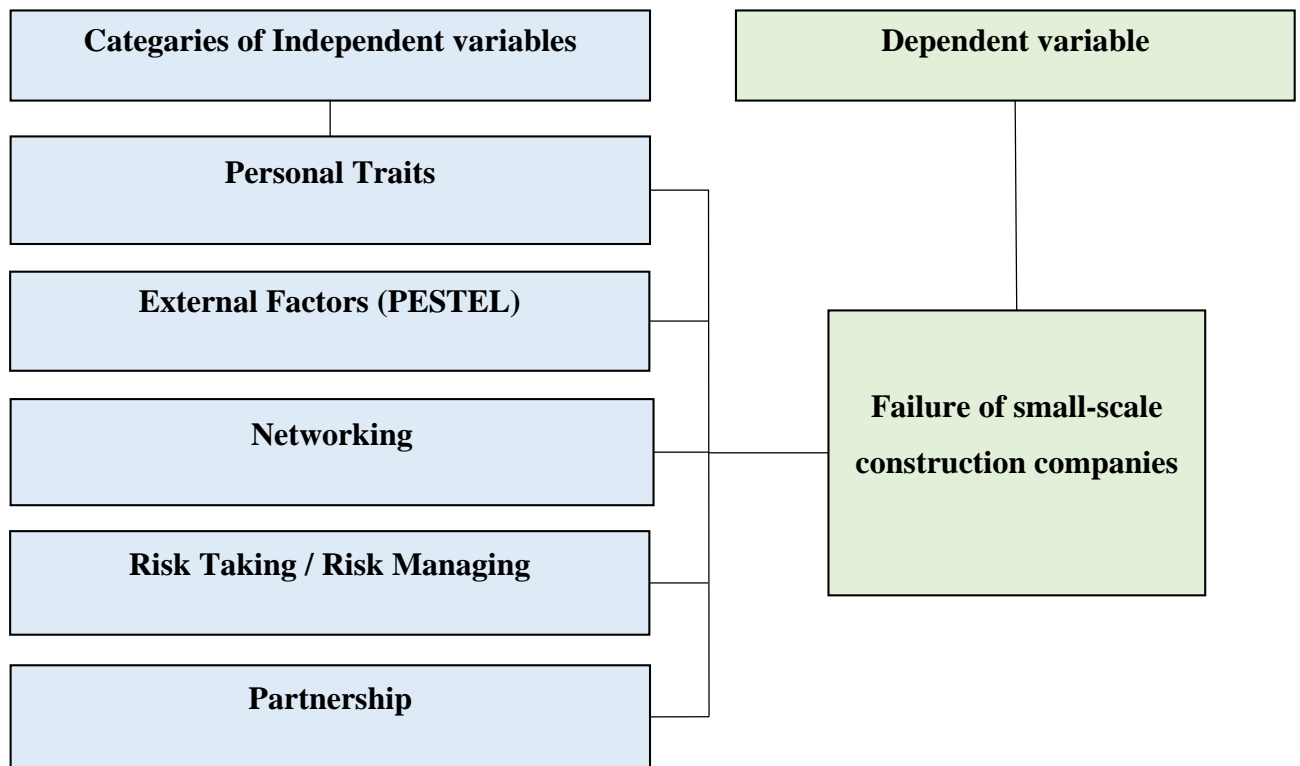 Categaries of Independent variables
Dependent variable
Personal Traits
External Factors (PESTEL)
Networking
Risk Taking / Risk Managing
Partnership
Failure of small-scale
construction companies